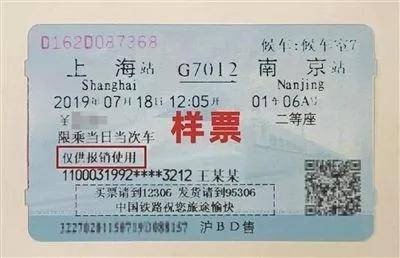 D162D087368 候车:候车室7
上海站 G7012 南京站
Shanghai Nanjing
2019年07月18日12:05开 01车06A号
¥ 二等座
限乘当日当次车
样票
仅供报销使用
1100031992****3212 王某某
买票请到12306 发货请到95306
中国铁路祝您旅途愉快
沪BD售